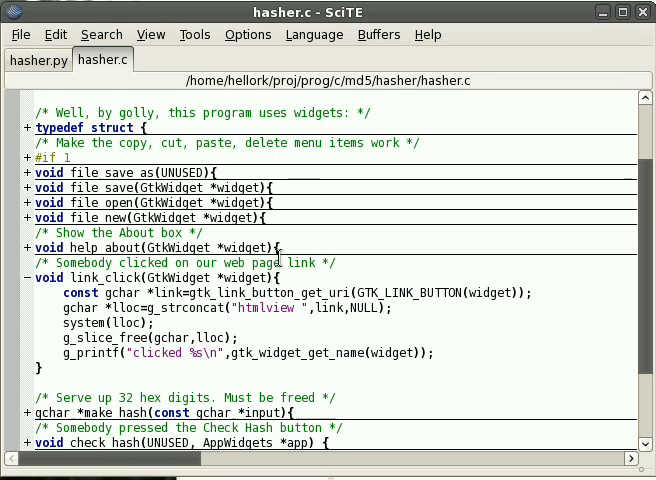 hasher.c - SciTE
File Edit Search View Tools Options Language Buffers Help
hasher.py hasher.c
/home/hellork/proj/prog/c/md5/hasher/hasher.c
/* Well, by golly, this program uses widgets: */
typedef struct {
/* Make the copy, cut, paste, delete menu items work */
#if 1
void file_save_as(UNUSED){
void file_save(GtkWidget *widget){
void file_open(GtkWidget *widget){
void file_new(GtkWidget *widget){
/* Show the About box */
void help_about(GtkWidget *widget){
/* Somebody clicked on our web page link */
void link_click(GtkWidget *widget){
const gchar *link=gtk_link_button_get_uri(GTK_LINK_BUTTON(widget));
gchar *lloc=g_strconcat("htmlview ",link,NULL);
system(lloc);
g_slice_free(gchar,lloc);
g_printf("clicked %s\n",gtk_widget_get_name(widget));
}
/* Serve up 32 hex digits. Must be freed */
gchar *make_hash(const gchar *input){
/* Somebody pressed the Check Hash button */
void check_hash(UNUSED, AppWidgets *app) {